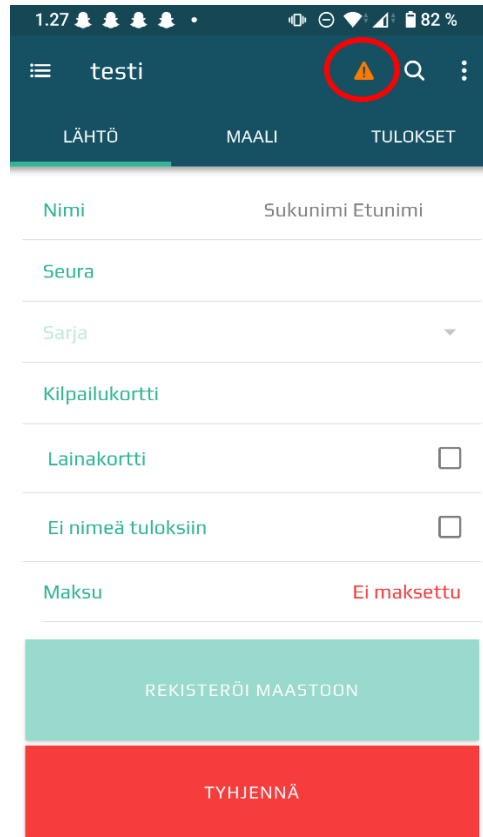 1.27 82 %
testi
LÄHTÖ MAALI TULOKSET
Nimi Sukunimi Etunimi
Seura
Sarja
Kilpailukortti
Lainakortti
Ei nimeä tuloksiin
Maksu Ei maksettu
REKISTERÖI MAASTOON
TYHJENNÄ